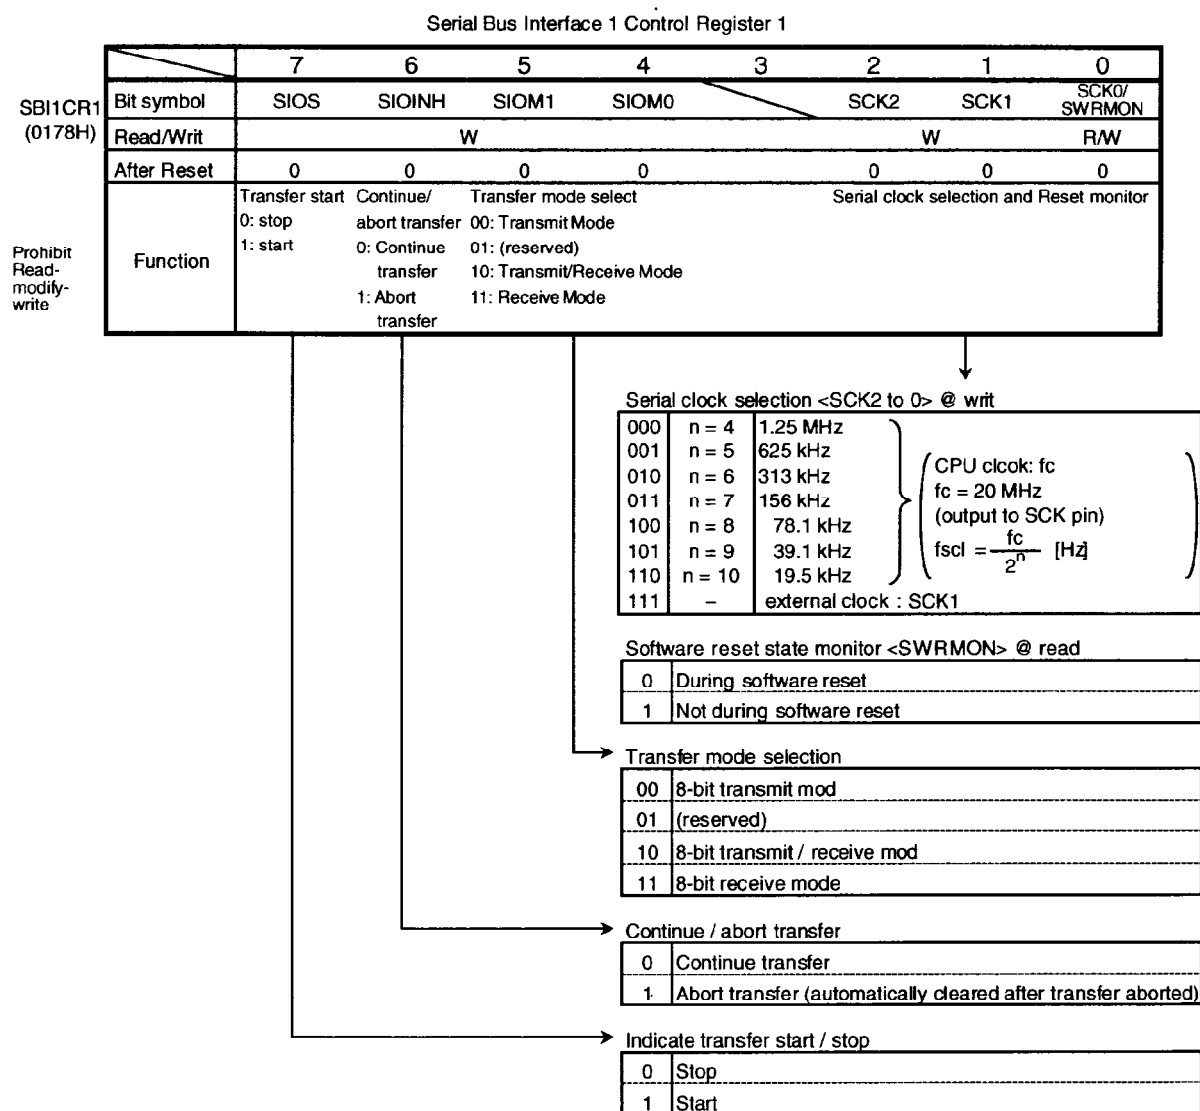 Serial Bus Interface 1 Control Register 1
7 6 5 4 3 2 1 0
SBI1CR1
(0178H)
Bit symbol SIOS SIOINH SIOM1 SIOM0 SCK2 SCK1 SCK0/
SWRMON
Read/Writ W W R/W
After Reset 0 0 0 0 0 0 0
Prohibit
Read-
modify-
write
Function
Transfer start
0: stop
1: start
Continue/
abort transfer
0: Continue
transfer
1: Abort
transfer
Transfer mode select
00: Transmit Mode
01: (reserved)
10: Transmit/Receive Mode
11: Receive Mode
Serial clock selection and Reset monitor
Serial clock selection <SCK2 to 0> @ writ
000 n = 4 1.25 MHz
001 n = 5 625 kHz
010 n = 6 313 kHz
011 n = 7 156 kHz
100 n = 8 78.1 kHz
101 n = 9 39.1 kHz
110 n = 10 19.5 kHz
111 – external clock : SCK1
CPU clcok: fc
fc = 20 MHz
(output to SCK pin)
fscl = fc / 2^n [Hz]
Software reset state monitor <SWRMON> @ read
0 During software reset
1 Not during software reset
Transfer mode selection
00 8-bit transmit mod
01 (reserved)
10 8-bit transmit / receive mod
11 8-bit receive mode
Continue / abort transfer
0 Continue transfer
1 Abort transfer (automatically cleared after transfer aborted)
Indicate transfer start / stop
0 Stop
1 Start